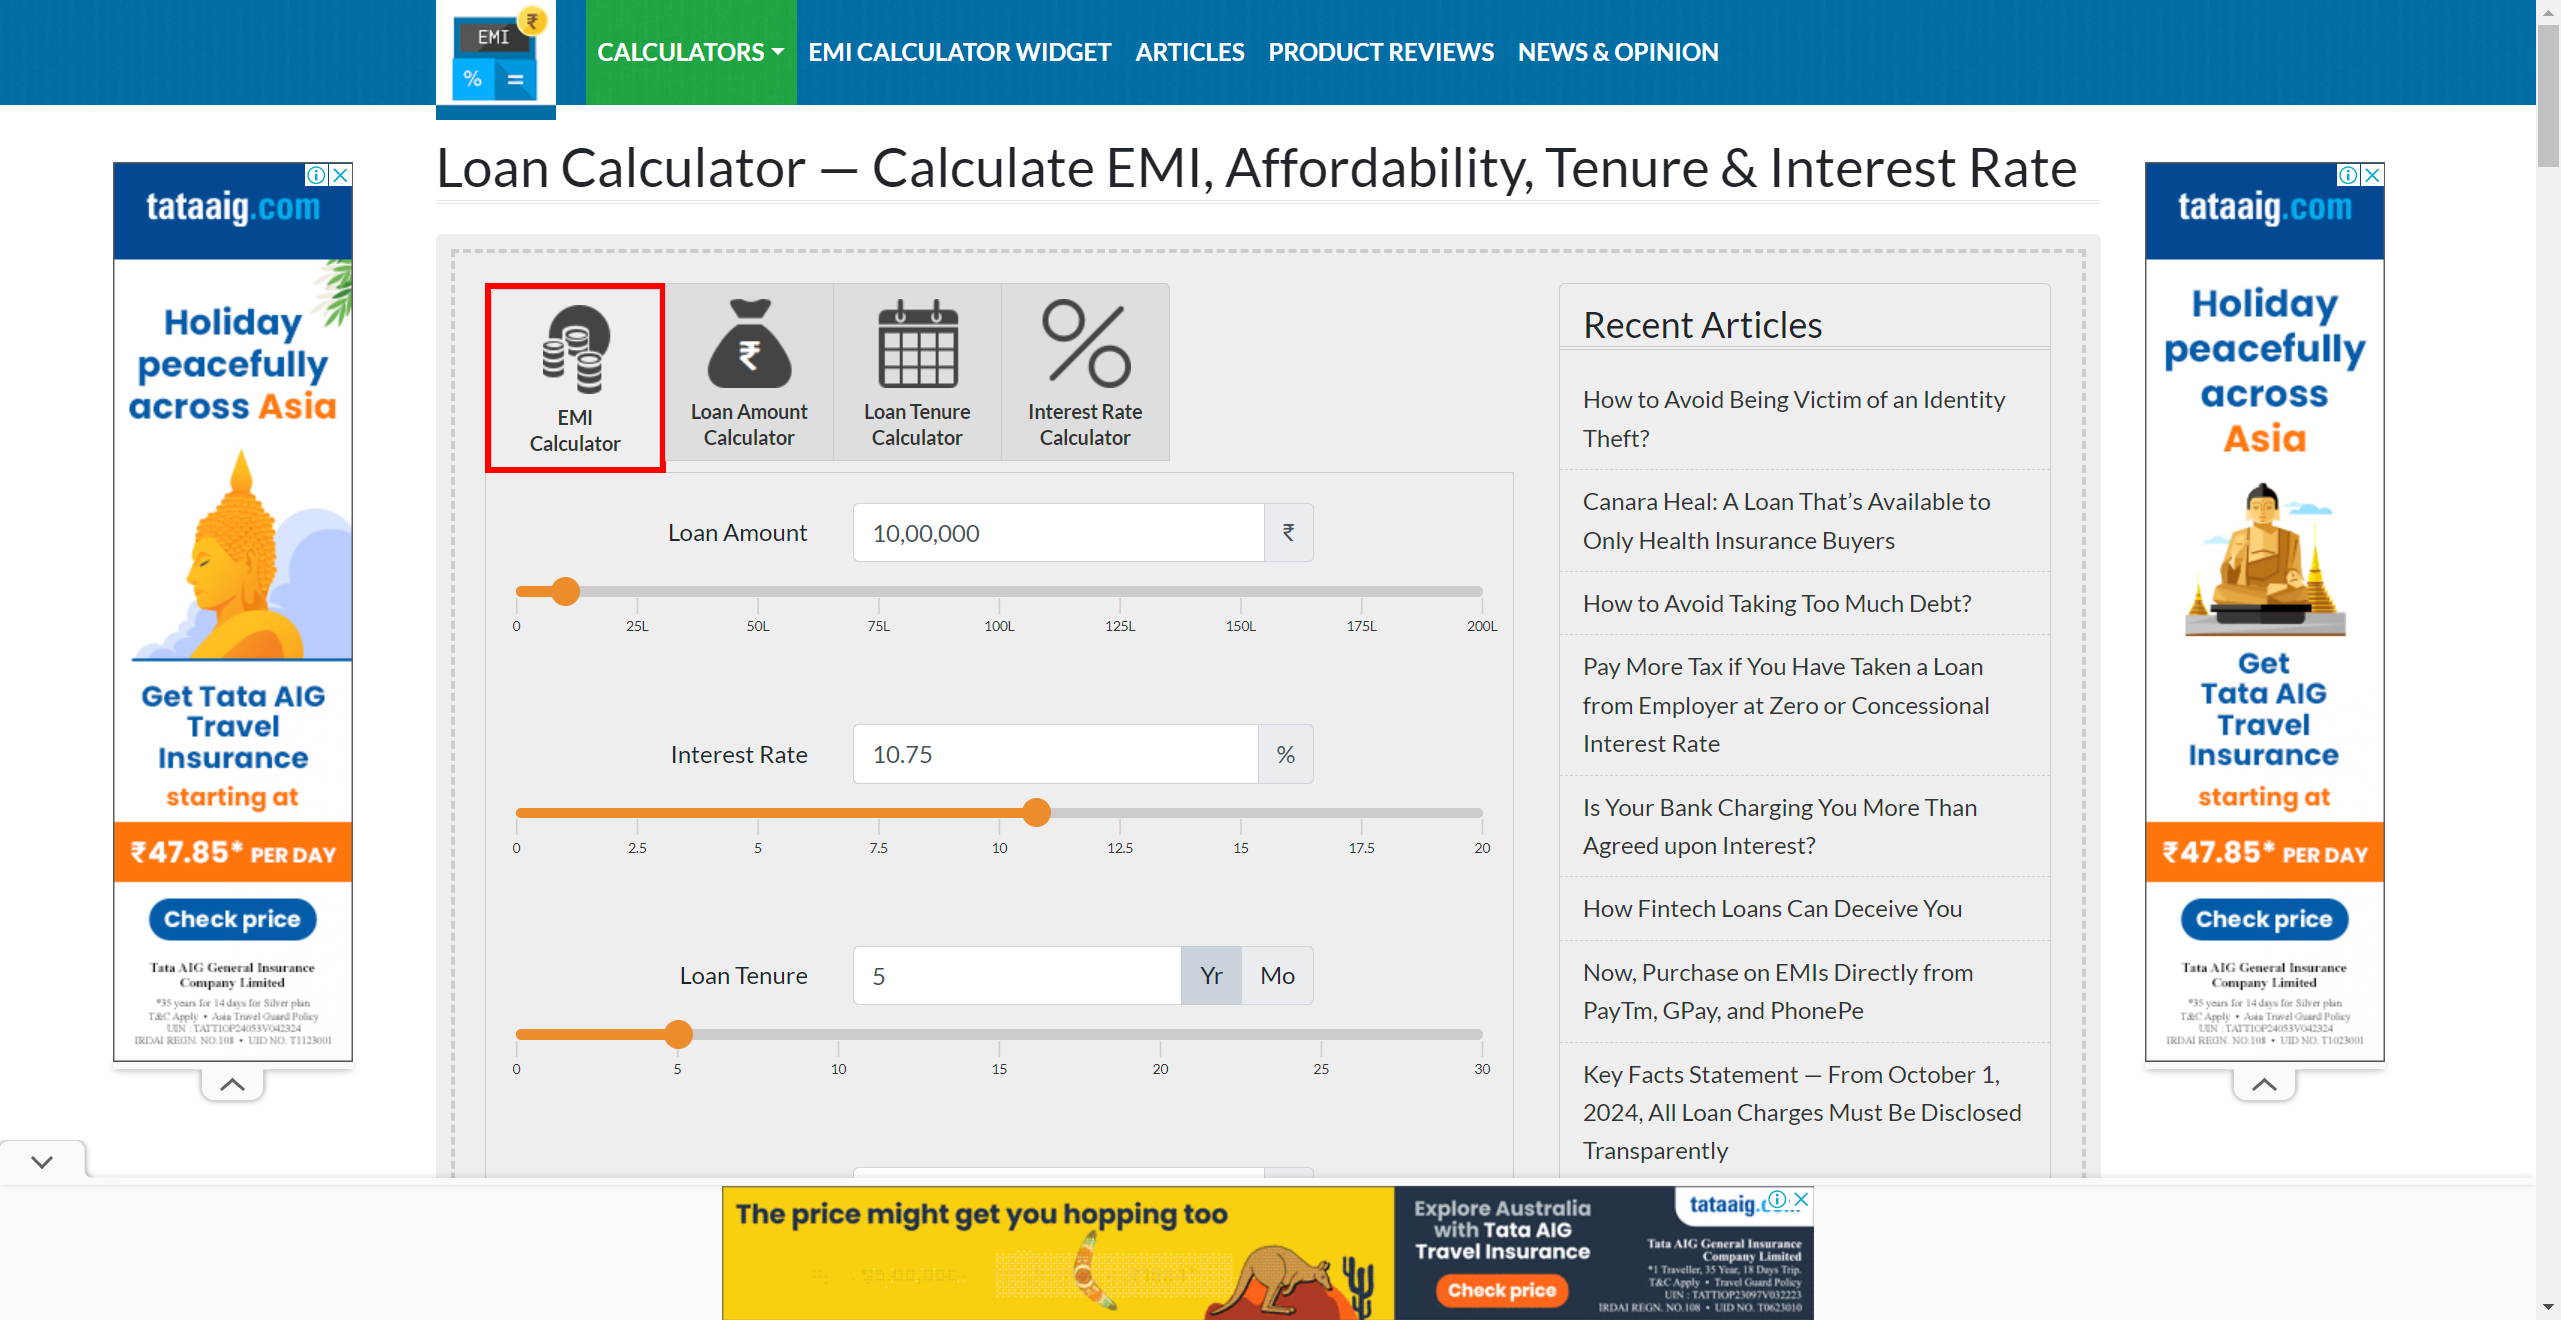 EMI
₹
%
=
CALCULATORS
EMI CALCULATOR WIDGET
ARTICLES
PRODUCT REVIEWS
NEWS & OPINION
Loan Calculator — Calculate EMI, Affordability, Tenure & Interest Rate
tataaig.com
Holiday
peacefully
across Asia
Get Tata AIG
Travel
Insurance
starting at
₹47.85* PER DAY
Check price
Tata AIG General Insurance
Company Limited
*35 years for 14 days for Silver plan.
T&C Apply • Asia Travel Guard Policy
UIN : TATTIOP24053V042324
IRDAI REGN. NO.108 • UID NO. T1123001
EMI
Calculator
₹
Loan Amount
Calculator
Loan Tenure
Calculator
Interest Rate
Calculator
Loan Amount
10,00,000
₹
0 25L 50L 75L 100L 125L 150L 175L 200L
Interest Rate
10.75
%
0 2.5 5 7.5 10 12.5 15 17.5 20
Loan Tenure
5
Yr
Mo
0 5 10 15 20 25 30
Recent Articles
How to Avoid Being Victim of an Identity
Theft?
Canara Heal: A Loan That’s Available to
Only Health Insurance Buyers
How to Avoid Taking Too Much Debt?
Pay More Tax if You Have Taken a Loan
from Employer at Zero or Concessional
Interest Rate
Is Your Bank Charging You More Than
Agreed upon Interest?
How Fintech Loans Can Deceive You
Now, Purchase on EMIs Directly from
PayTm, GPay, and PhonePe
Key Facts Statement — From October 1,
2024, All Loan Charges Must Be Disclosed
Transparently
tataaig.com
Holiday
peacefully
across
Asia
Get
Tata AIG
Travel
Insurance
starting at
₹47.85* PER DAY
Check price
Tata AIG General Insurance
Company Limited
*35 years for 14 days for Silver plan.
T&C Apply • Asia Travel Guard Policy
UIN : TATTIOP24053V042324
IRDAI REGN. NO.108 • UID NO. T1023001
The price might get you hopping too
Explore Australia
with Tata AIG
Travel Insurance
Check price
Tata AIG General Insurance
Company Limited
*1 Traveller, 35 Year, 18 Days Trip.
T&C Apply • Travel Guard Policy
UIN : TATTIOP23097V032223
IRDAI REGN. NO.108 • UID NO. T0623010